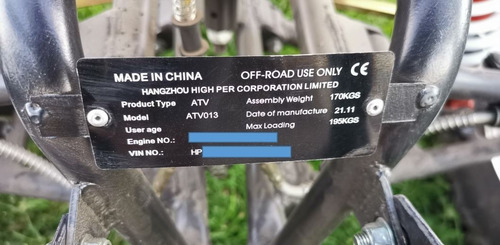 MADE IN CHINA OFF-ROAD USE ONLY CE
HANGZHOU HIGH PER CORPORATION LIMITED
Product Type ATV Assembly Weight 170KGS
Model ATV013 Date of manufacture 21.11
User age Max Loading 195KGS
Engine NO.:
VIN NO.: HP